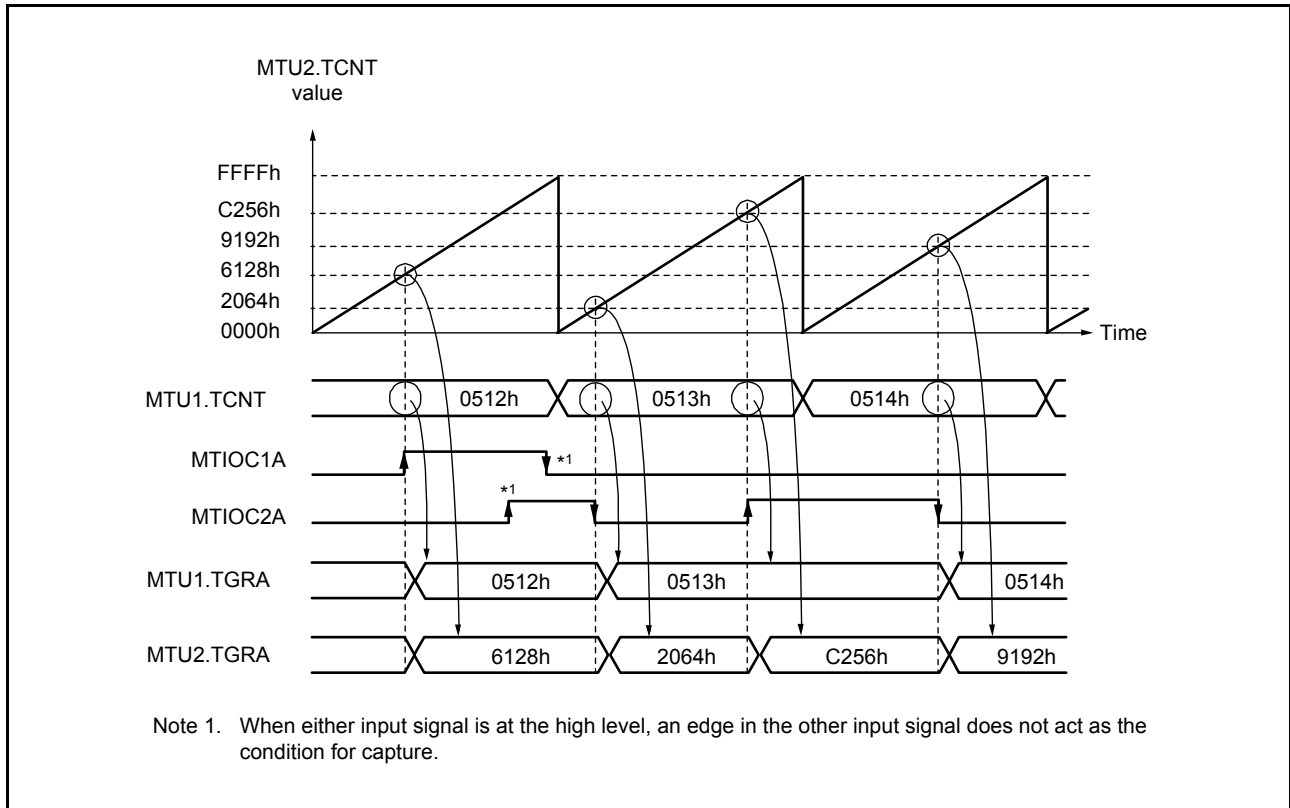 MTU2.TCNT
value
FFFFh
C256h
9192h
6128h
2064h
0000h
Time
MTU1.TCNT
0512h
0513h
0514h
MTIOC1A
*1
*1
MTIOC2A
MTU1.TGRA
0512h
0513h
0514h
MTU2.TGRA
6128h
2064h
C256h
9192h
Note 1. When either input signal is at the high level, an edge in the other input signal does not act as the
condition for capture.